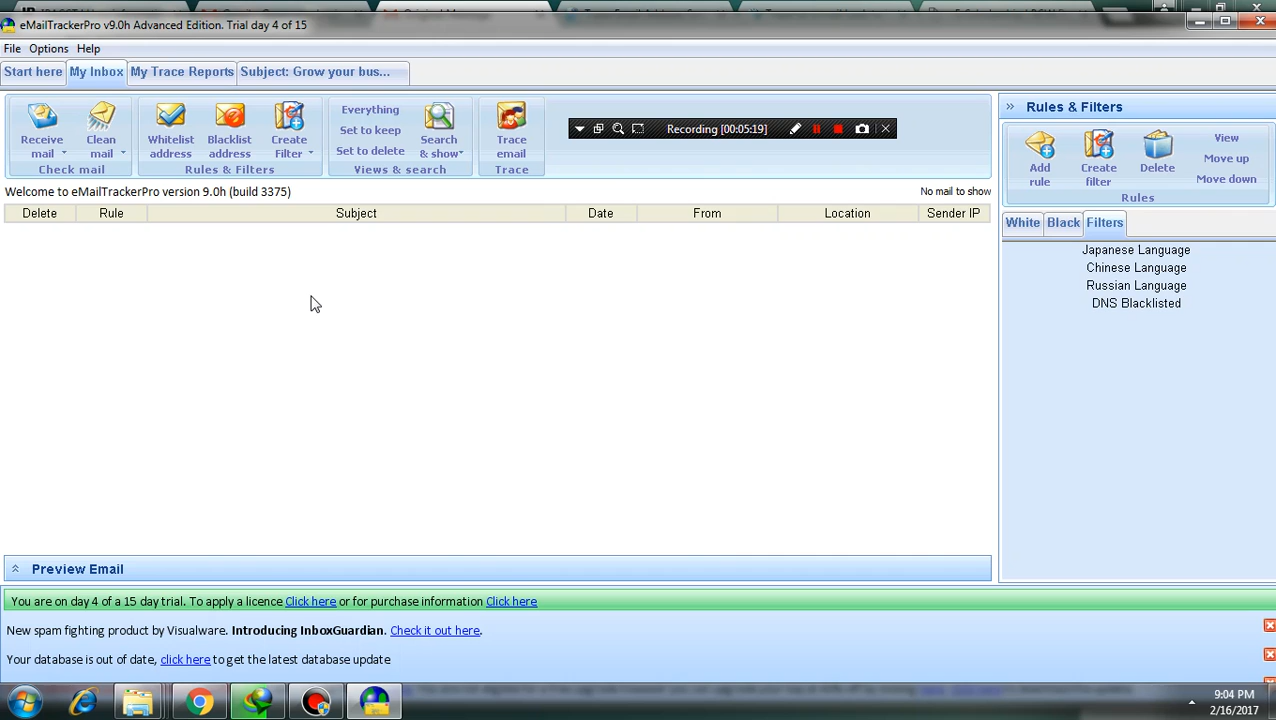 eMailTrackerPro v9.0h Advanced Edition. Trial day 4 of 15
File Options Help
Start here My Inbox My Trace Reports Subject: Grow your bus...
Receive mail
Clean mail
Check mail
Whitelist address
Blacklist address
Create Filter
Rules & Filters
Everything
Set to keep
Set to delete
Search & show
Views & search
Trace email
Trace
Recording [00:05:19]
Rules & Filters
Add rule
Create filter
Delete
View
Move up
Move down
Rules
Welcome to eMailTrackerPro version 9.0h (build 3375)
No mail to show
Delete Rule Subject Date From Location Sender IP
White Black Filters
Japanese Language
Chinese Language
Russian Language
DNS Blacklisted
Preview Email
You are on day 4 of a 15 day trial. To apply a licence Click here or for purchase information Click here
New spam fighting product by Visualware. Introducing InboxGuardian. Check it out here.
Your database is out of date, click here to get the latest database update
9:04 PM
2/16/2017